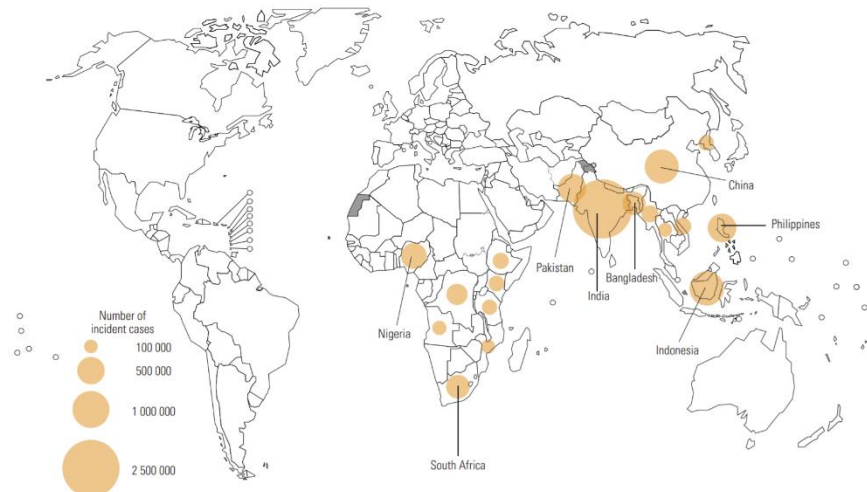 China
Philippines
Pakistan
Bangladesh
India
Nigeria
Indonesia
South Africa
Number of
incident cases
100 000
500 000
1 000 000
2 500 000